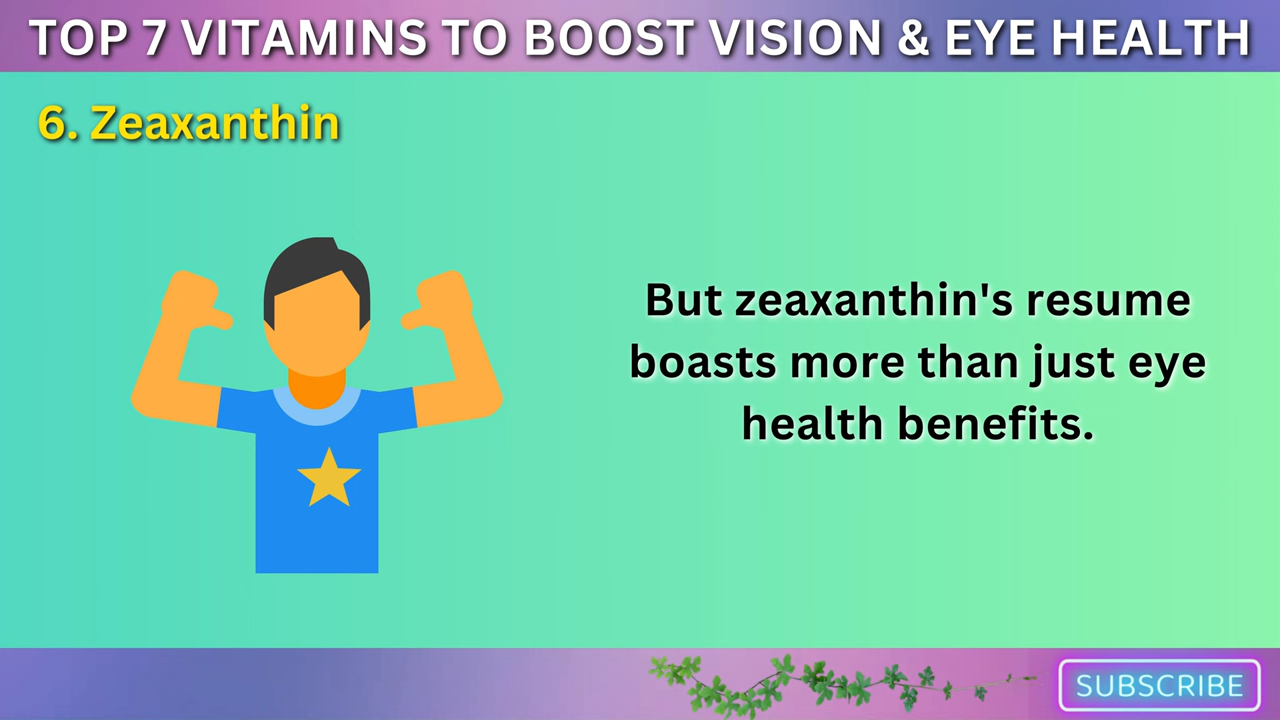 TOP 7 VITAMINS TO BOOST VISION & EYE HEALTH
6. Zeaxanthin
But zeaxanthin's resume
boasts more than just eye
health benefits.
SUBSCRIBE